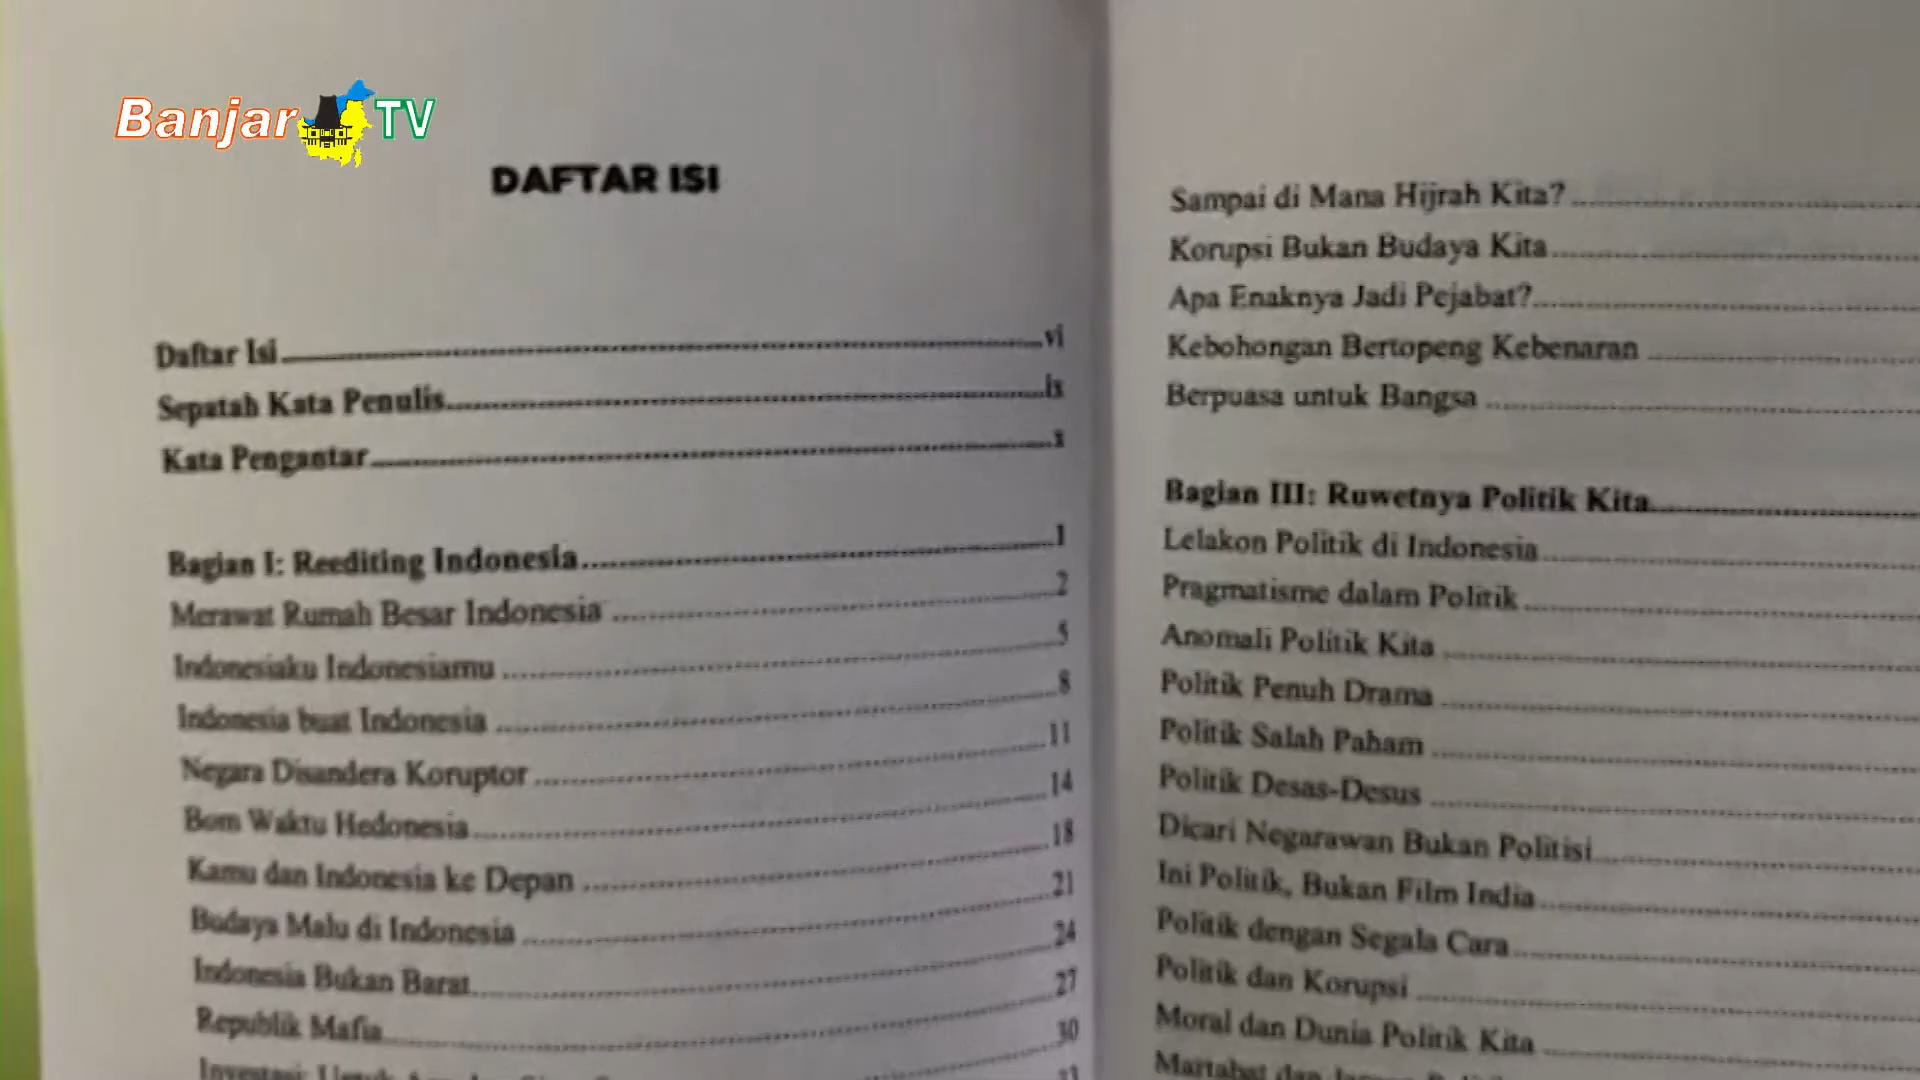 Banjar TV
DAFTAR ISI
Daftar Isi vi
Sepatah Kata Penulis ix
Kata Pengantar x
Bagian I: Reediting Indonesia 1
Merawat Rumah Besar Indonesia 2
Indonesiaku Indonesiamu 5
Indonesia buat Indonesia 8
Negara Disandera Koruptor 11
Bom Waktu Hedonesia 14
Kamu dan Indonesia ke Depan 18
Budaya Malu di Indonesia 21
Indonesia Bukan Barat 24
Republik Mafia 27
Investasi: Untuk 30
Sampai di Mana Hijrah Kita?
Korupsi Bukan Budaya Kita
Apa Enaknya Jadi Pejabat?
Kebohongan Bertopeng Kebenaran
Berpuasa untuk Bangsa
Bagian III: Ruwetnya Politik Kita
Lelakon Politik di Indonesia
Pragmatisme dalam Politik
Anomali Politik Kita
Politik Penuh Drama
Politik Salah Paham
Politik Desas-Desus
Dicari Negarawan Bukan Politisi
Ini Politik, Bukan Film India
Politik dengan Segala Cara
Politik dan Korupsi
Moral dan Dunia Politik Kita
Martabat dan